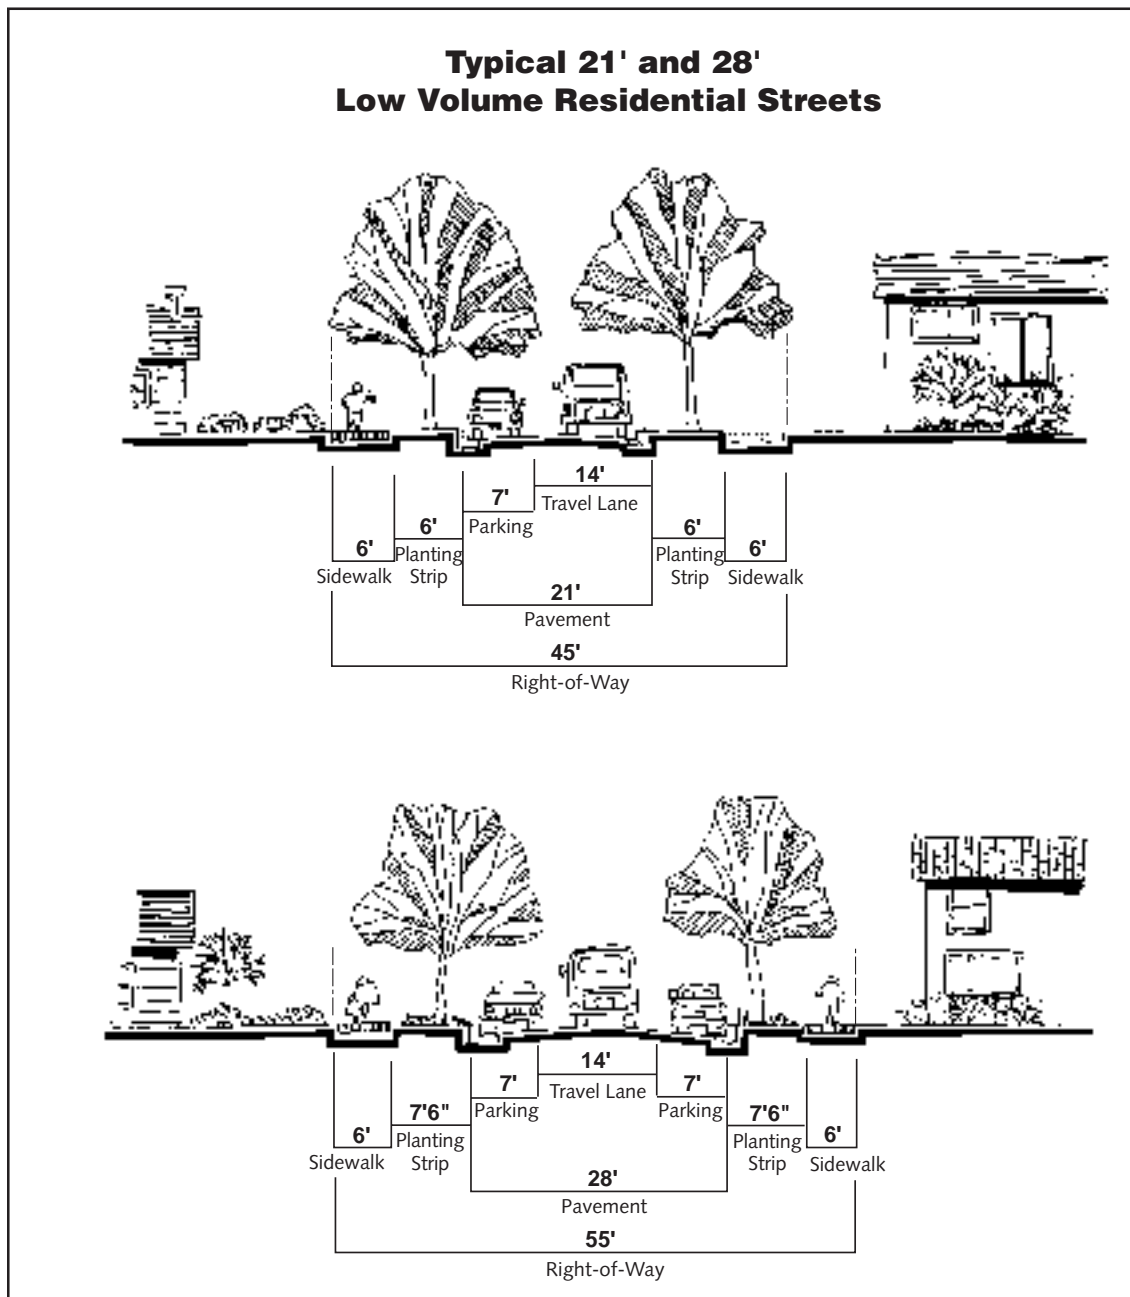 Typical 21' and 28'
Low Volume Residential Streets
14'
Travel Lane
7'
Parking
6'
Planting
Strip
6'
Planting
Strip
6'
Sidewalk
6'
Sidewalk
21'
Pavement
45'
Right-of-Way
14'
Travel Lane
7'
Parking
7'
Parking
7'6"
Planting
Strip
7'6"
Planting
Strip
6'
Sidewalk
6'
Sidewalk
28'
Pavement
55'
Right-of-Way